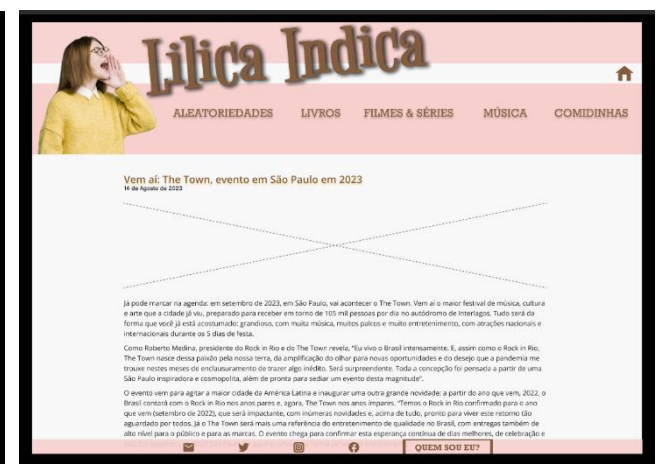 Lilica Indica
ALEATORIEDADES LIVROS FILMES & SÉRIES MÚSICA COMIDINHAS
Vem aí: The Town, evento em São Paulo em 2023
14 de Agosto de 2023
Já pode marcar na agenda: em setembro de 2023, em São Paulo, vai acontecer o The Town. Vem aí o maior festival de música, cultura
e arte que a cidade já viu, preparado para receber em torno de 105 mil pessoas por dia no autódromo de Interlagos. Tudo será da
forma que você já está acostumado: grandioso, com muita música, muitos palcos e muito entretenimento, com atrações nacionais e
internacionais durante os 5 dias de festa.
Como Roberto Medina, presidente do Rock in Rio e do The Town revela, "Eu vivo o Brasil intensamente. E, assim como o Rock in Rio,
The Town nasce dessa paixão pela nossa terra, da amplificação do olhar para novas oportunidades e do desejo que a pandemia me
trouxe nestes meses de enclausuramento de trazer algo inédito. Será surpreendente. Toda a concepção foi pensada a partir de uma
São Paulo inspiradora e cosmopolita, além de pronta para sediar um evento desta magnitude".
O evento vem para agitar a maior cidade da América Latina e inaugurar uma outra grande novidade: a partir do ano que vem, 2022, o
Brasil contará com o Rock in Rio nos anos pares e, agora, The Town nos anos ímpares. "Temos o Rock in Rio confirmado para o ano
que vem (setembro de 2022), que será impactante, com inúmeras novidades e, acima de tudo, pronto para viver este retorno tão
aguardado por todos. Já o The Town será mais uma referência do entretenimento de qualidade no Brasil, com entregas também de
alto nível para o público e para as marcas. O evento chega para confirmar esta esperança contínua de dias melhores, de celebração e
QUEM SOU EU?